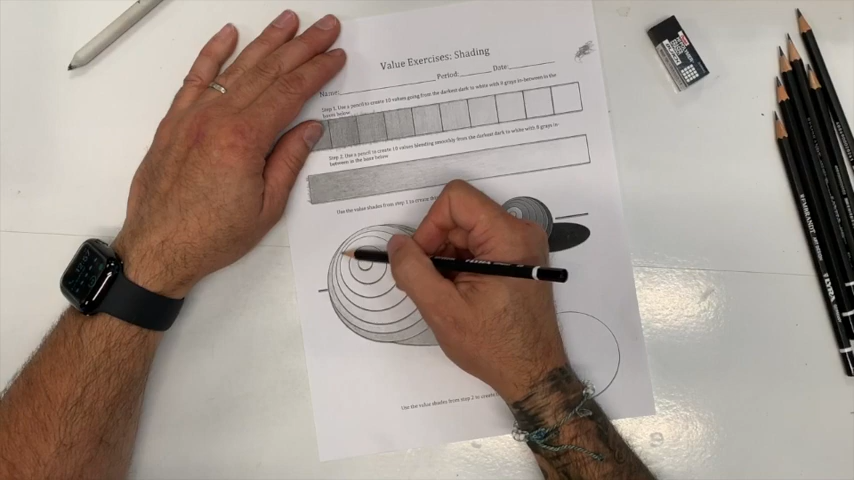 Value Exercises: Shading
Name: Period: Date:
Step 1. Use a pencil to create 10 values going from the darkest dark to white with 8 grays in-between in the
boxes below.
Step 2. Use a pencil to create 10 values blending smoothly from the darkest dark to white with 8 grays in-
between in the boxes below.
Use the value shades from step 1 to create
Use the value shades from step 2 to create
REMBRANDT
LYRA
LYRA